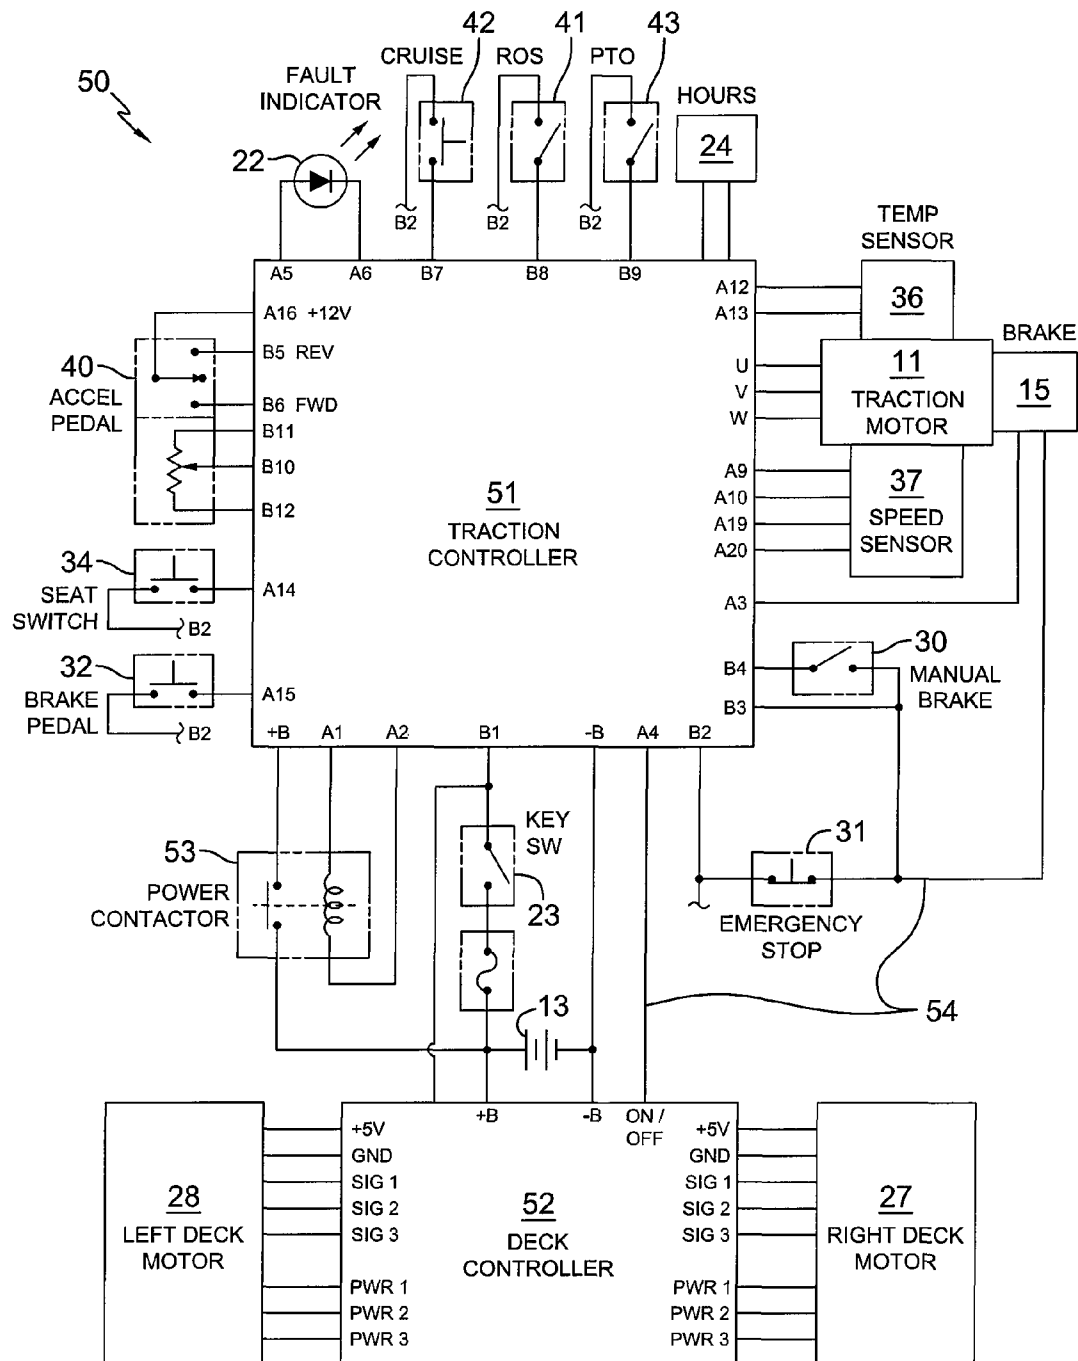 42
41
43
CRUISE
ROS
PTO
50
FAULT
INDICATOR
HOURS
24
22
B2
B2
B2
TEMP
SENSOR
A5
A6
B7
B8
B9
A12
A13
36
A16 +12V
BRAKE
40
ACCEL
PEDAL
B5 REV
B6 FWD
U
V
W
11
TRACTION
MOTOR
15
B11
B10
B12
51
TRACTION
CONTROLLER
A9
A10
A19
A20
37
SPEED
SENSOR
34
SEAT
SWITCH
A14
B2
A3
32
BRAKE
PEDAL
A15
B2
B4
B3
30
MANUAL
BRAKE
+B
A1
A2
B1
-B
A4
B2
53
POWER
CONTACTOR
KEY
SW
23
31
EMERGENCY
STOP
13
54
+B
-B
ON /
OFF
28
LEFT DECK
MOTOR
+5V
GND
SIG 1
SIG 2
SIG 3
PWR 1
PWR 2
PWR 3
52
DECK
CONTROLLER
+5V
GND
SIG 1
SIG 2
SIG 3
PWR 1
PWR 2
PWR 3
27
RIGHT DECK
MOTOR